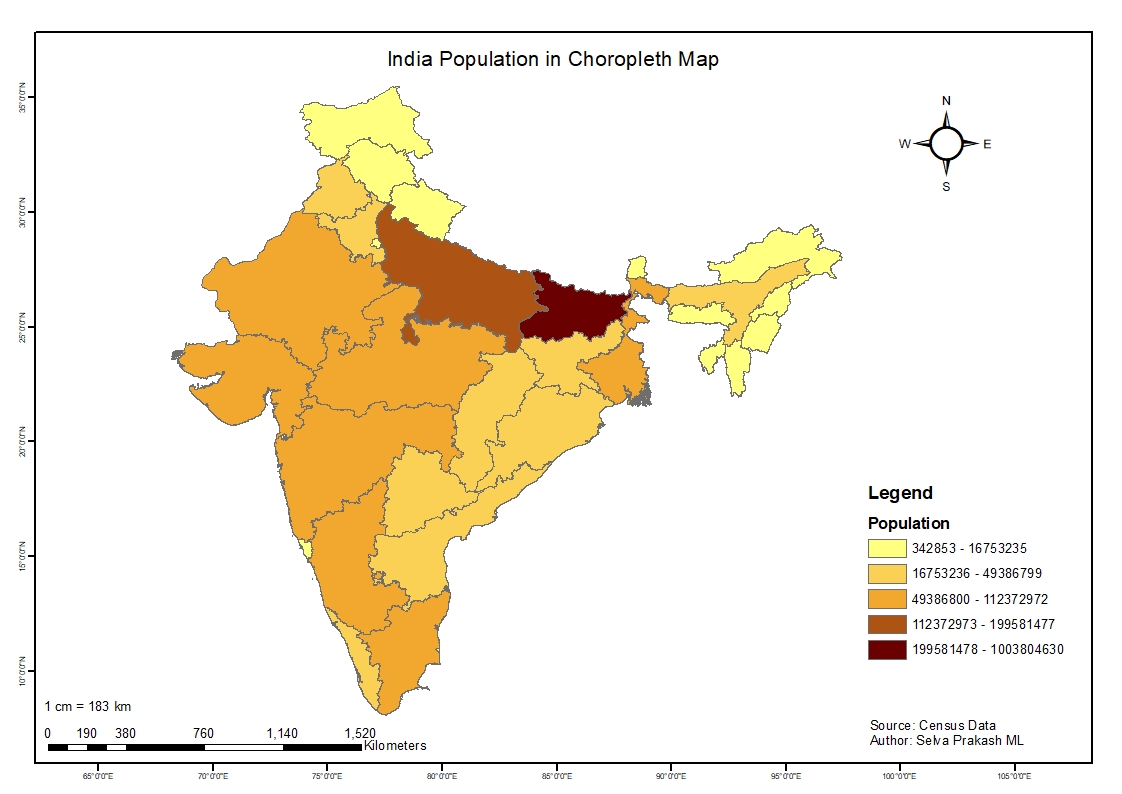 India Population in Choropleth Map
N
W E
S
35°0'0"E
30°0'0"E
25°0'0"E
20°0'0"E
15°0'0"E
10°0'0"E
Legend
Population
342853 - 16753235
16753236 - 49386799
49386800 - 112372972
112372973 - 199581477
199581478 - 1003804630
1 cm = 183 km
0 190 380 760 1,140 1,520
Kilometers
Source: Census Data
Author: Selva Prakash ML
65°0'0"E 70°0'0"E 75°0'0"E 80°0'0"E 85°0'0"E 90°0'0"E 95°0'0"E 100°0'0"E 105°0'0"E